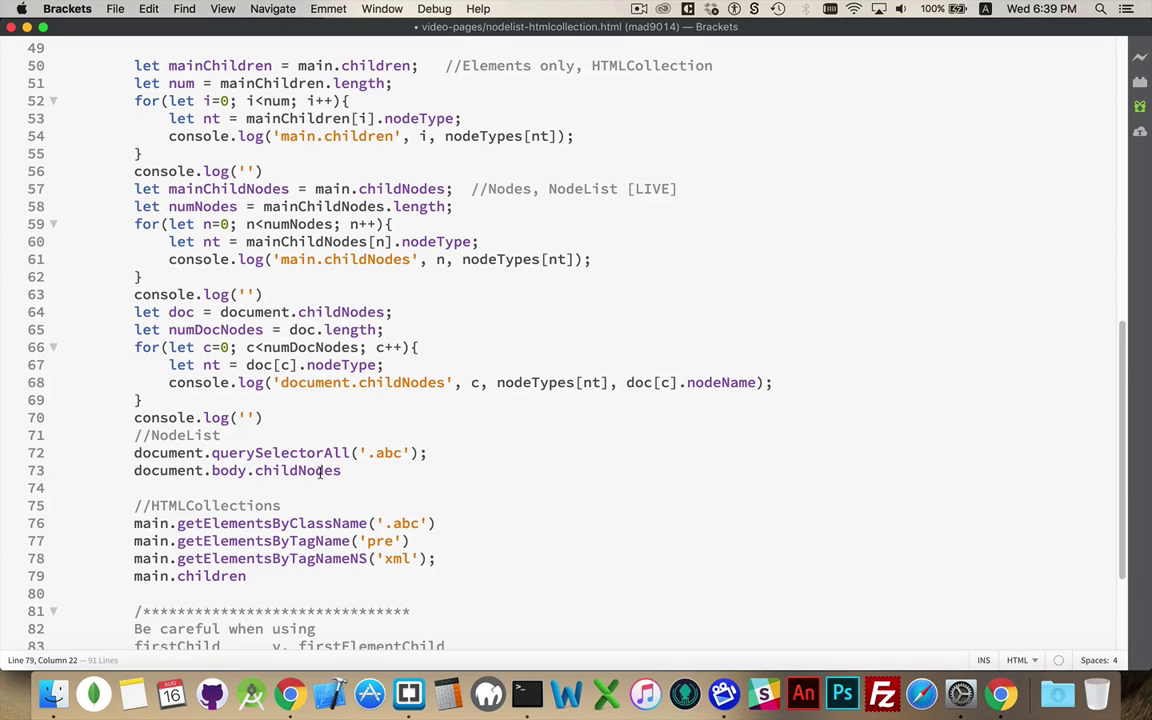 Brackets File Edit Find View Navigate Emmet Window Debug Help 100% Wed 6:39 PM
• video-pages/nodelist-htmlcollection.html (mad9014) — Brackets
49
50 let mainChildren = main.children; //Elements only, HTMLCollection
51 let num = mainChildren.length;
52 for(let i=0; i<num; i++){
53 let nt = mainChildren[i].nodeType;
54 console.log('main.children', i, nodeTypes[nt]);
55 }
56 console.log('')
57 let mainChildNodes = main.childNodes; //Nodes, NodeList [LIVE]
58 let numNodes = mainChildNodes.length;
59 for(let n=0; n<numNodes; n++){
60 let nt = mainChildNodes[n].nodeType;
61 console.log('main.childNodes', n, nodeTypes[nt]);
62 }
63 console.log('')
64 let doc = document.childNodes;
65 let numDocNodes = doc.length;
66 for(let c=0; c<numDocNodes; c++){
67 let nt = doc[c].nodeType;
68 console.log('document.childNodes', c, nodeTypes[nt], doc[c].nodeName);
69 }
70 console.log('')
71 //NodeList
72 document.querySelectorAll('.abc');
73 document.body.childNodes
74
75 //HTMLCollections
76 main.getElementsByClassName('.abc')
77 main.getElementsByTagName('pre')
78 main.getElementsByTagNameNS('xml');
79 main.children
80
81 /*******************************
82 Be careful when using
83 firstChild v. firstElementChild
Line 79, Column 22 — 91 Lines INS HTML Spaces: 4
AUG
16
An Ps Fz